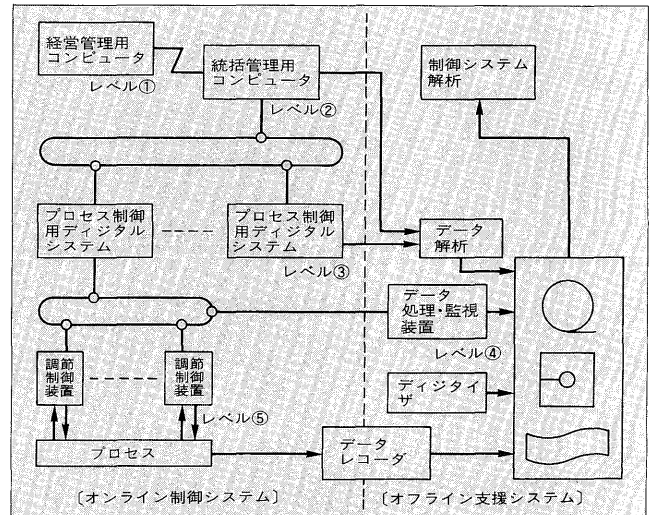 経営管理用
コンピュータ
レベル①
統括管理用
コンピュータ
レベル②
制御システム
解析
プロセス制御
用ディジタル
システム
プロセス制御
用ディジタル
システム
レベル③
データ
解析
データ
処理・監視
装置
レベル④
調節
制御
装置
調節
制御
装置
レベル⑤
ディジタイ
ザ
プロセス
データ
レコーダ
〔オンライン制御システム〕
〔オフライン支援システム〕